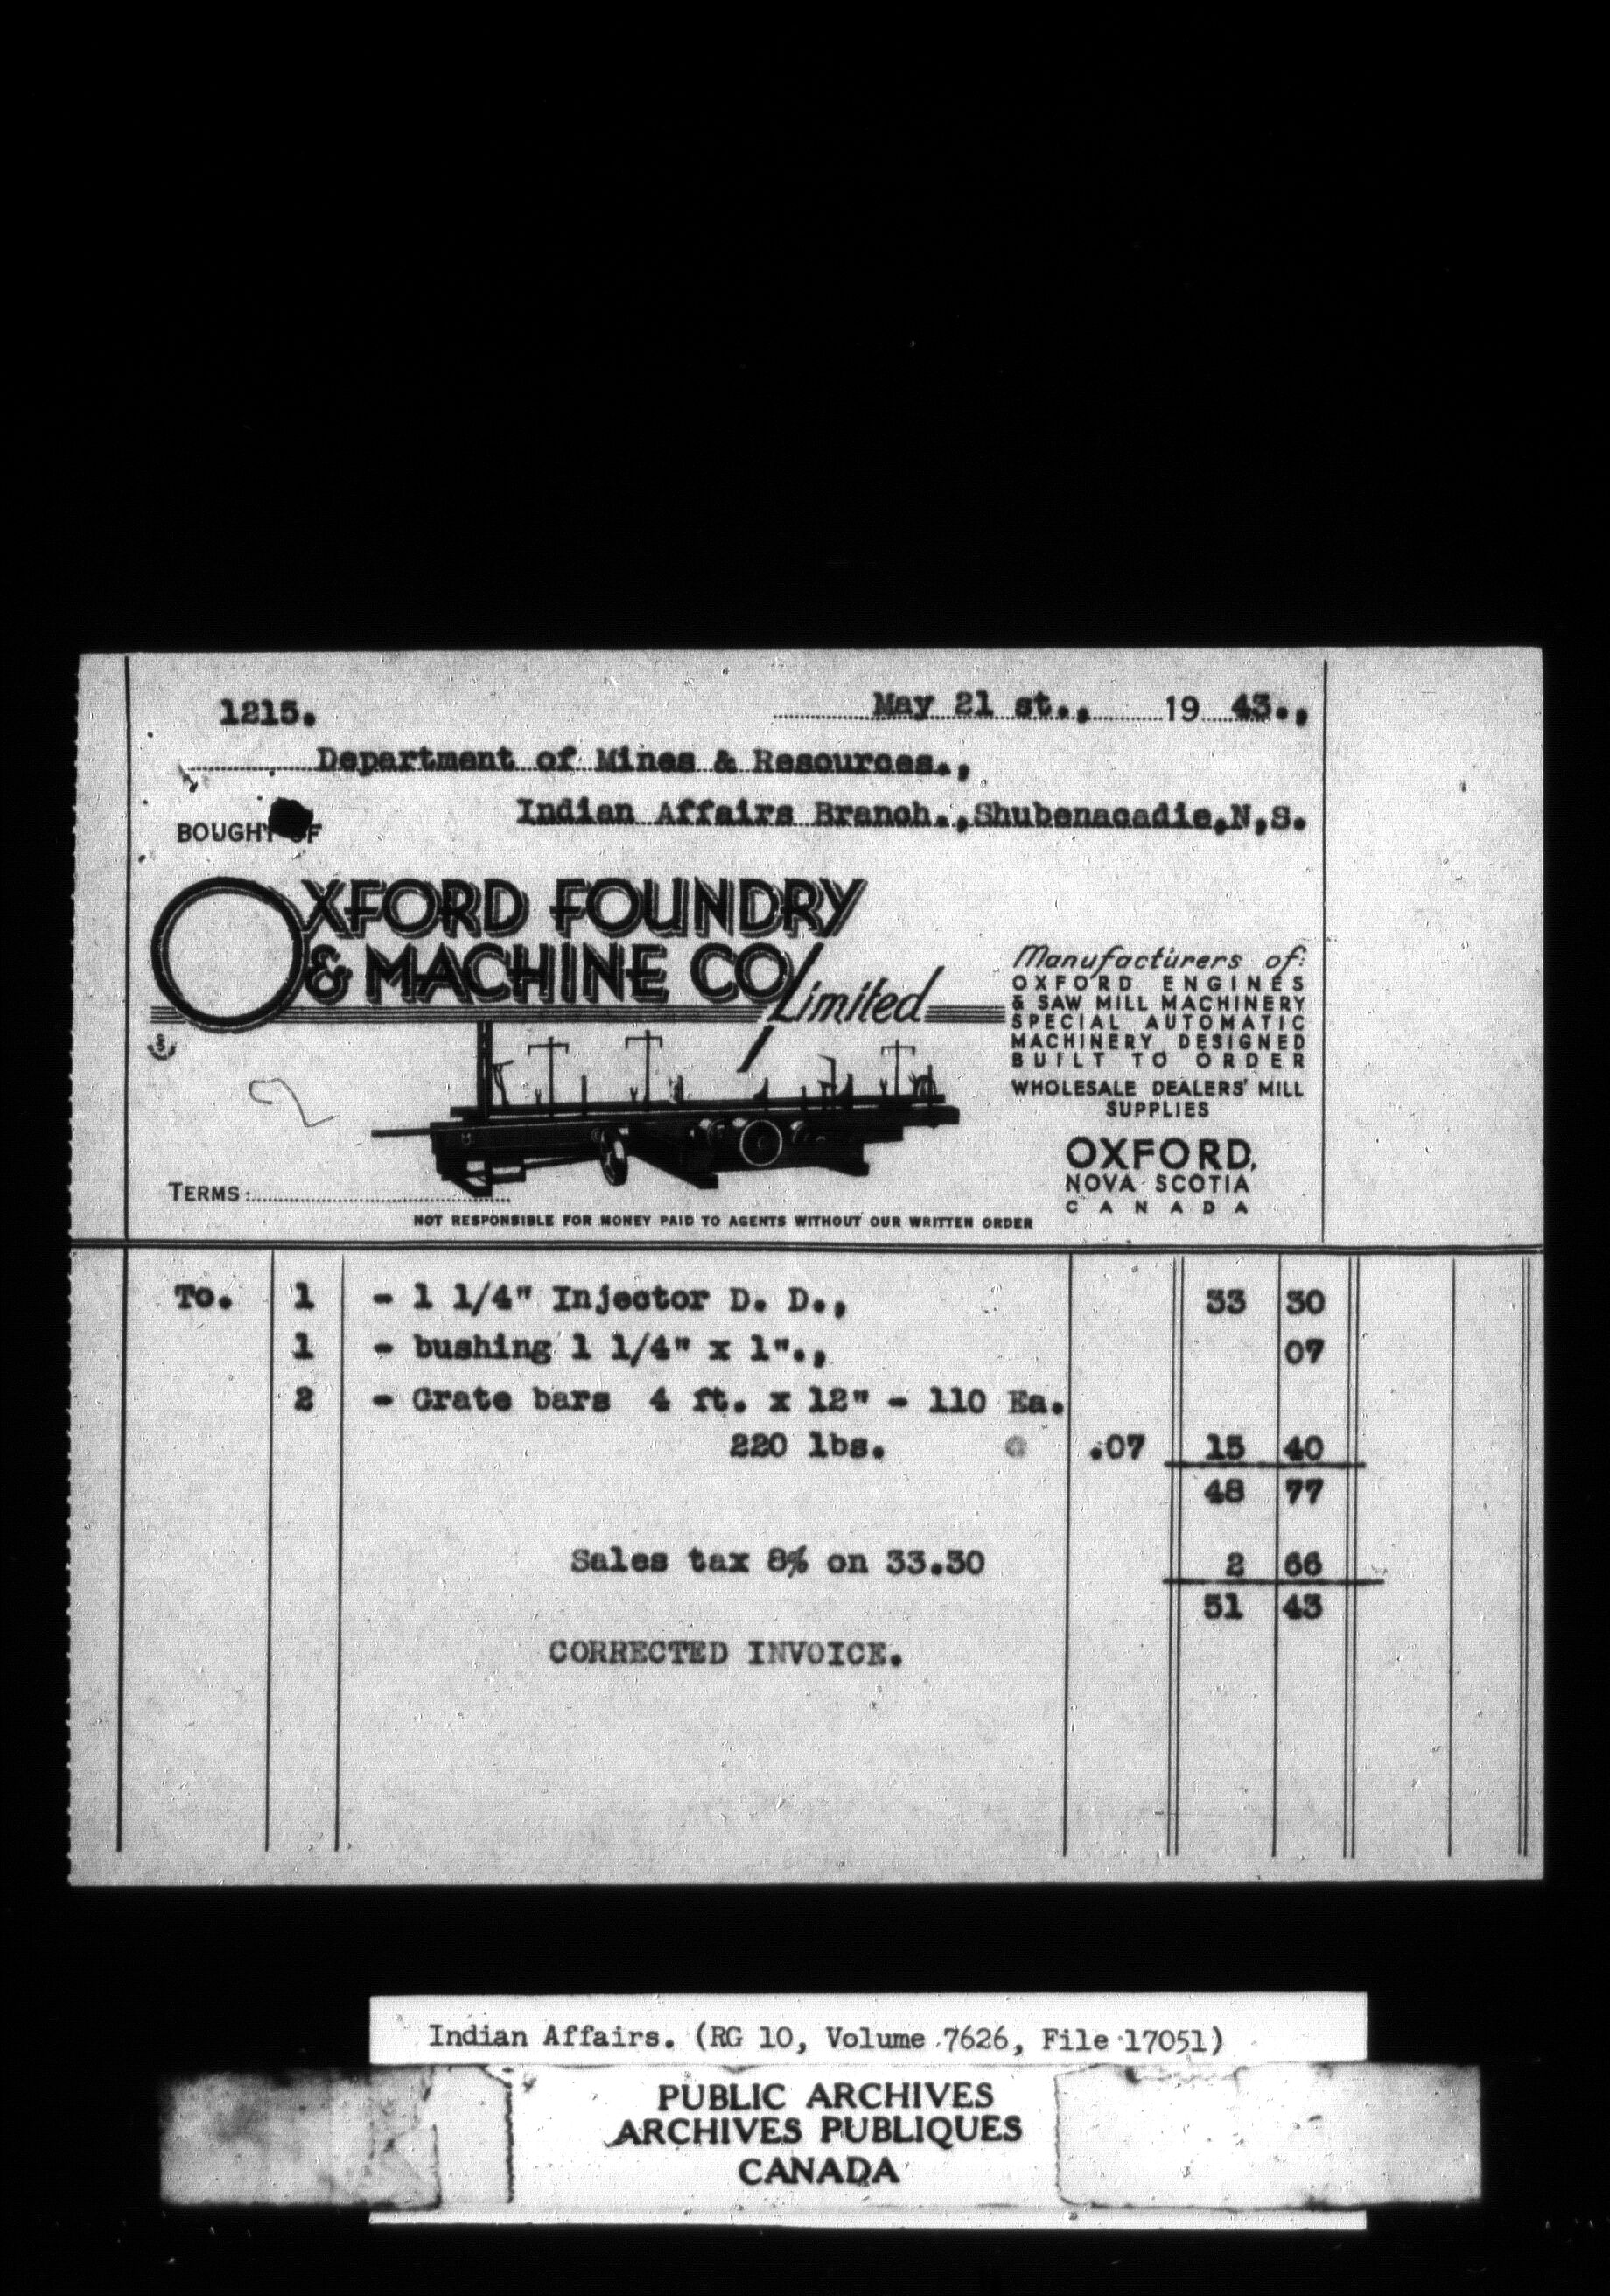 1215. May 21 st., 19 43.,
Department of Mines & Resources.,
Indian Affairs Branch.,Shubenacadie,N,S.
BOUGHT OF
OXFORD FOUNDRY
& MACHINE CO Limited
Manufacturers of:
OXFORD ENGINES
& SAW MILL MACHINERY
SPECIAL AUTOMATIC
MACHINERY DESIGNED
BUILT TO ORDER
WHOLESALE DEALERS' MILL
SUPPLIES
OXFORD,
NOVA SCOTIA
CANADA
TERMS:
NOT RESPONSIBLE FOR MONEY PAID TO AGENTS WITHOUT OUR WRITTEN ORDER
To. 1 - 1 1/4" Injector D. D., 33 30
1 - bushing 1 1/4" x 1"., 07
2 - Grate bars 4 ft. x 12" - 110 Ea.
220 lbs. @ .07 15 40
48 77
Sales tax 8% on 33.30 2 66
51 43
CORRECTED INVOICE.
Indian Affairs. (RG 10, Volume 7626, File 17051)
PUBLIC ARCHIVES
ARCHIVES PUBLIQUES
CANADA